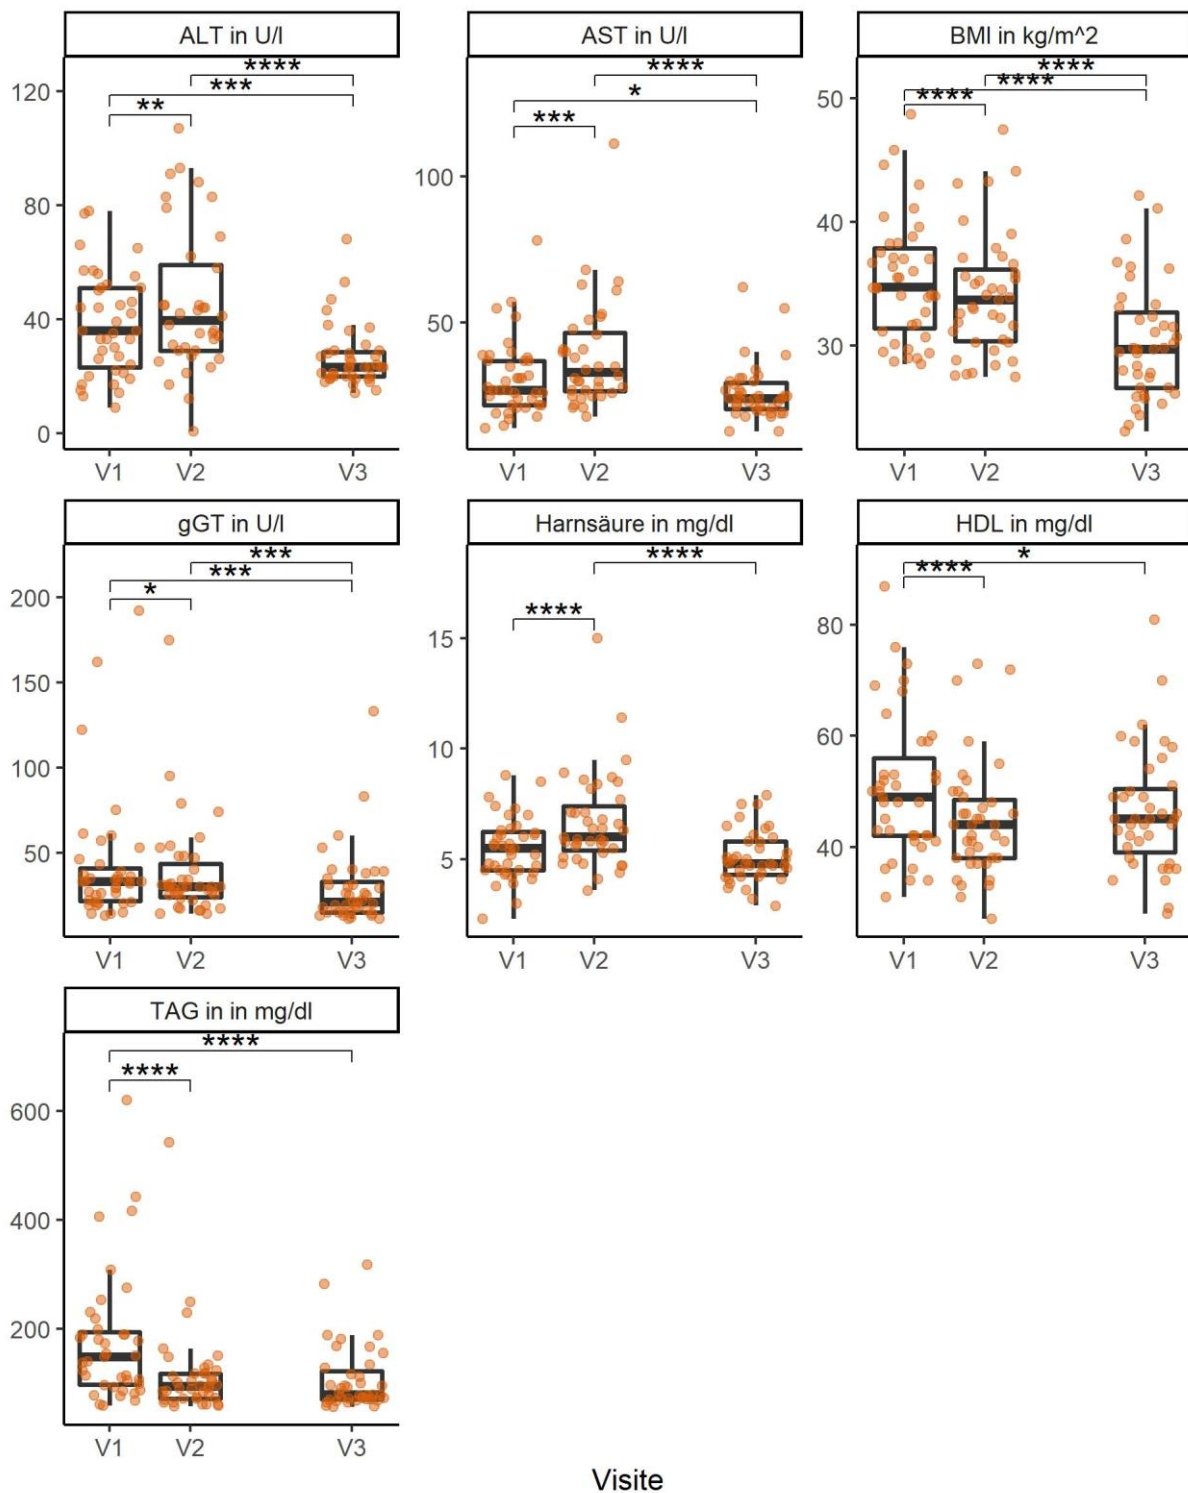 ALT in U/l
AST in U/l
BMI in kg/m^2
****
***
**
120
80
40
0
V1 V2 V3
****
*
***
100
50
V1 V2 V3
****
****
****
50
40
30
V1 V2 V3
gGT in U/l
Harnsäure in mg/dl
HDL in mg/dl
***
***
*
200
150
100
50
V1 V2 V3
****
****
15
10
5
V1 V2 V3
*
****
80
60
40
V1 V2 V3
TAG in in mg/dl
****
****
600
400
200
V1 V2 V3
Visite